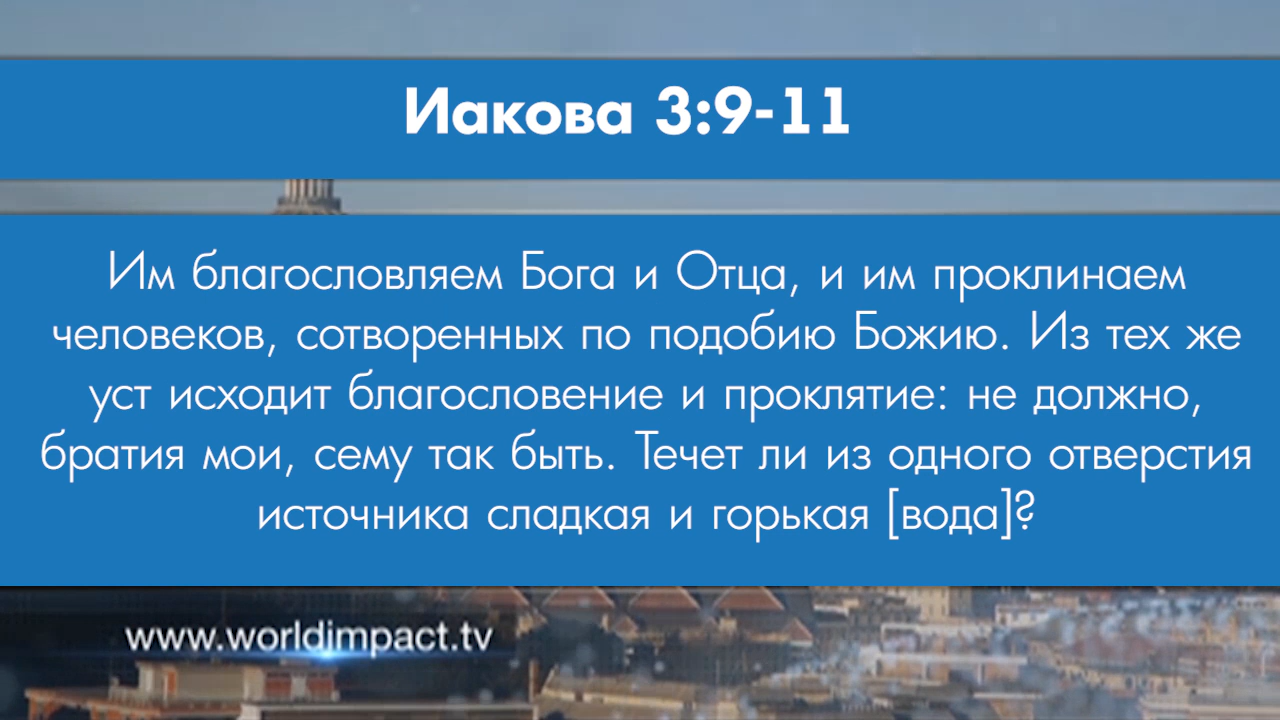 Иакова 3:9-11
Им благословляем Бога и Отца, и им проклинаем
человеков, сотворенных по подобию Божию. Из тех же
уст исходит благословение и проклятие: не должно,
братия мои, сему так быть. Течет ли из одного отверстия
источника сладкая и горькая [вода]?
www.worldimpact.tv